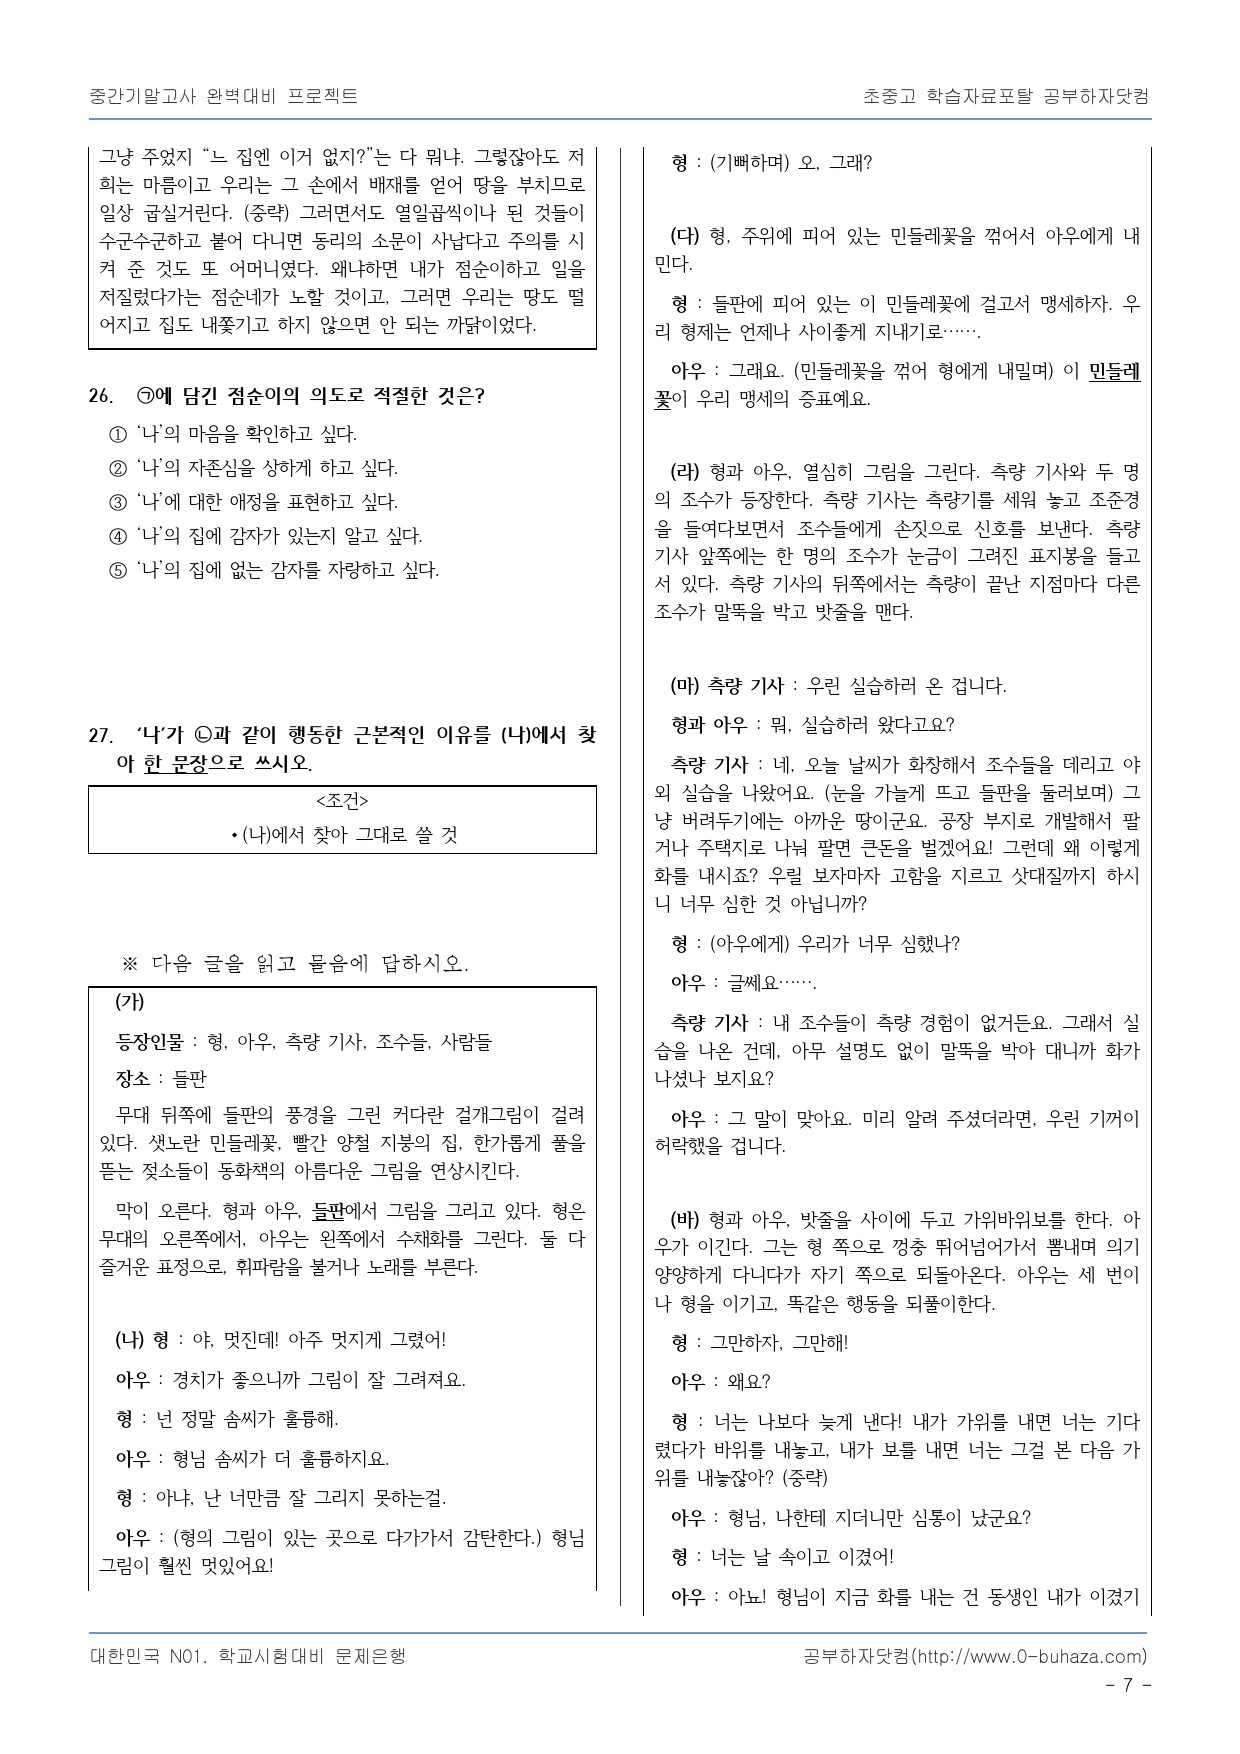 중간기말고사 완벽대비 프로젝트
초중고 학습자료포탈 공부하자닷컴
그냥 주었지 “느 집엔 이거 없지?”는 다 뭐냐. 그렇잖아도 저
희는 마름이고 우리는 그 손에서 배재를 얻어 땅을 부치므로
일상 굽실거린다. (중략) 그러면서도 열일곱씩이나 된 것들이
수군수군하고 붙어 다니면 동리의 소문이 사납다고 주의를 시
켜 준 것도 또 어머니였다. 왜냐하면 내가 점순이하고 일을
저질렀다가는 점순네가 노할 것이고, 그러면 우리는 땅도 떨
어지고 집도 내쫓기고 하지 않으면 안 되는 까닭이었다.
26. ㉠에 담긴 점순이의 의도로 적절한 것은?
① ‘나’의 마음을 확인하고 싶다.
② ‘나’의 자존심을 상하게 하고 싶다.
③ ‘나’에 대한 애정을 표현하고 싶다.
④ ‘나’의 집에 감자가 있는지 알고 싶다.
⑤ ‘나’의 집에 없는 감자를 자랑하고 싶다.
27. ‘나’가 ㉡과 같이 행동한 근본적인 이유를 (나)에서 찾
아 한 문장으로 쓰시오.
<조건>
⬩(나)에서 찾아 그대로 쓸 것
※ 다음 글을 읽고 물음에 답하시오.
(가)
등장인물 : 형, 아우, 측량 기사, 조수들, 사람들
장소 : 들판
무대 뒤쪽에 들판의 풍경을 그린 커다란 걸개그림이 걸려
있다. 샛노란 민들레꽃, 빨간 양철 지붕의 집, 한가롭게 풀을
뜯는 젖소들이 동화책의 아름다운 그림을 연상시킨다.
막이 오른다. 형과 아우, 들판에서 그림을 그리고 있다. 형은
무대의 오른쪽에서, 아우는 왼쪽에서 수채화를 그린다. 둘 다
즐거운 표정으로, 휘파람을 불거나 노래를 부른다.
(나) 형 : 야, 멋진데! 아주 멋지게 그렸어!
아우 : 경치가 좋으니까 그림이 잘 그려져요.
형 : 넌 정말 솜씨가 훌륭해.
아우 : 형님 솜씨가 더 훌륭하지요.
형 : 아냐, 난 너만큼 잘 그리지 못하는걸.
아우 : (형의 그림이 있는 곳으로 다가가서 감탄한다.) 형님
그림이 훨씬 멋있어요!
형 : (기뻐하며) 오, 그래?
(다) 형, 주위에 피어 있는 민들레꽃을 꺾어서 아우에게 내
민다.
형 : 들판에 피어 있는 이 민들레꽃에 걸고서 맹세하자. 우
리 형제는 언제나 사이좋게 지내기로…….
아우 : 그래요. (민들레꽃을 꺾어 형에게 내밀며) 이 민들레
꽃이 우리 맹세의 증표예요.
(라) 형과 아우, 열심히 그림을 그린다. 측량 기사와 두 명
의 조수가 등장한다. 측량 기사는 측량기를 세워 놓고 조준경
을 들여다보면서 조수들에게 손짓으로 신호를 보낸다. 측량
기사 앞쪽에는 한 명의 조수가 눈금이 그려진 표지봉을 들고
서 있다. 측량 기사의 뒤쪽에서는 측량이 끝난 지점마다 다른
조수가 말뚝을 박고 밧줄을 맨다.
(마) 측량 기사 : 우린 실습하러 온 겁니다.
형과 아우 : 뭐, 실습하러 왔다고요?
측량 기사 : 네, 오늘 날씨가 화창해서 조수들을 데리고 야
외 실습을 나왔어요. (눈을 가늘게 뜨고 들판을 둘러보며) 그
냥 버려두기에는 아까운 땅이군요. 공장 부지로 개발해서 팔
거나 주택지로 나눠 팔면 큰돈을 벌겠어요! 그런데 왜 이렇게
화를 내시죠? 우릴 보자마자 고함을 지르고 삿대질까지 하시
니 너무 심한 것 아닙니까?
형 : (아우에게) 우리가 너무 심했나?
아우 : 글쎄요…….
측량 기사 : 내 조수들이 측량 경험이 없거든요. 그래서 실
습을 나온 건데, 아무 설명도 없이 말뚝을 박아 대니까 화가
나셨나 보지요?
아우 : 그 말이 맞아요. 미리 알려 주셨더라면, 우린 기꺼이
허락했을 겁니다.
(바) 형과 아우, 밧줄을 사이에 두고 가위바위보를 한다. 아
우가 이긴다. 그는 형 쪽으로 껑충 뛰어넘어가서 뽐내며 의기
양양하게 다니다가 자기 쪽으로 되돌아온다. 아우는 세 번이
나 형을 이기고, 똑같은 행동을 되풀이한다.
형 : 그만하자, 그만해!
아우 : 왜요?
형 : 너는 나보다 늦게 낸다! 내가 가위를 내면 너는 기다
렸다가 바위를 내놓고, 내가 보를 내면 너는 그걸 본 다음 가
위를 내놓잖아? (중략)
아우 : 형님, 나한테 지더니만 심통이 났군요?
형 : 너는 날 속이고 이겼어!
아우 : 아뇨! 형님이 지금 화를 내는 건 동생인 내가 이겼기
대한민국 N01. 학교시험대비 문제은행
공부하자닷컴(http://www.0-buhaza.com)
- 7 -